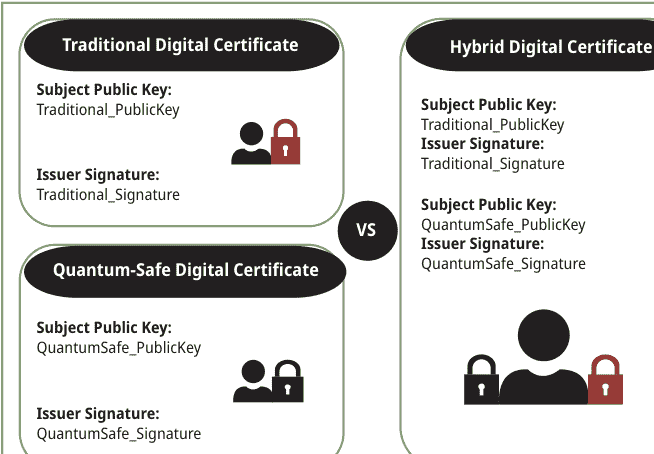 Traditional Digital Certificate
Subject Public Key:
Traditional_PublicKey
Issuer Signature:
Traditional_Signature
Quantum-Safe Digital Certificate
Subject Public Key:
QuantumSafe_PublicKey
Issuer Signature:
QuantumSafe_Signature
VS
Hybrid Digital Certificate
Subject Public Key:
Traditional_PublicKey
Issuer Signature:
Traditional_Signature
Subject Public Key:
QuantumSafe_PublicKey
Issuer Signature:
QuantumSafe_Signature